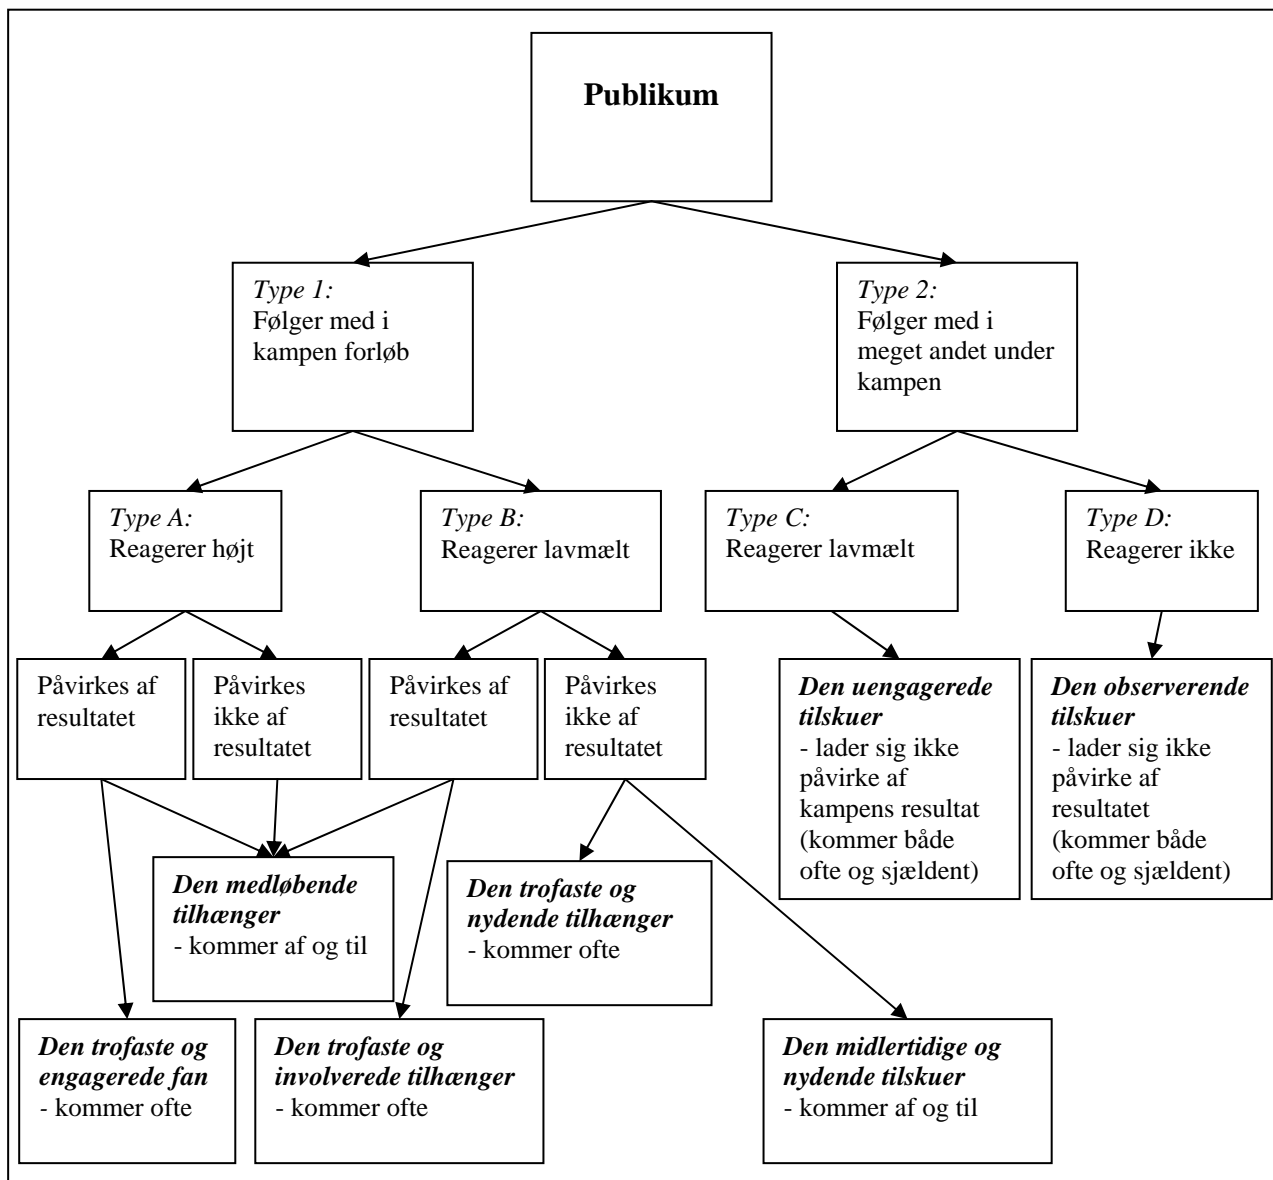 Publikum
Type 1:
Følger med i
kampen forløb
Type 2:
Følger med i
meget andet under
kampen
Type A:
Reagerer højt
Type B:
Reagerer lavmælt
Type C:
Reagerer lavmælt
Type D:
Reagerer ikke
Påvirkes af
resultatet
Påvirkes
ikke af
resultatet
Påvirkes af
resultatet
Påvirkes
ikke af
resultatet
Den uengagerede
tilskuer
- lader sig ikke
påvirke af
kampens resultat
(kommer både
ofte og sjældent)
Den observerende
tilskuer
- lader sig ikke
påvirke af
resultatet
(kommer både
ofte og sjældent)
Den medløbende
tilhænger
- kommer af og til
Den trofaste og
nydende tilhænger
- kommer ofte
Den trofaste og
engagerede fan
- kommer ofte
Den trofaste og
involverede tilhænger
- kommer ofte
Den midlertidige og
nydende tilskuer
- kommer af og til